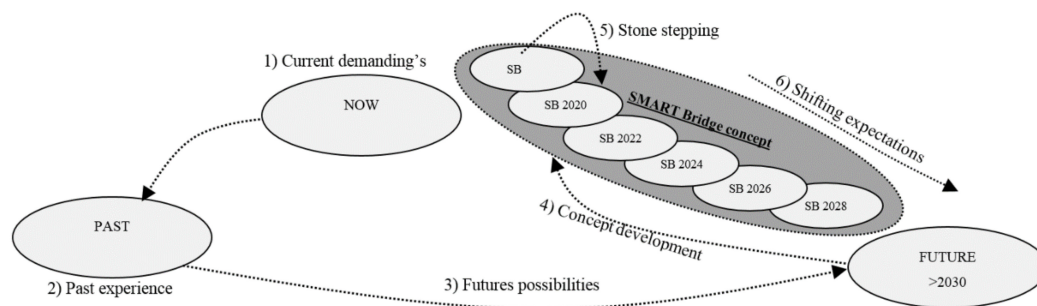 5) Stone stepping
1) Current demanding's
SB
NOW
SB 2020
SMART Bridge concept
6) Shifting expectations
SB 2022
SB 2024
SB 2026
SB 2028
4) Concept development
PAST
FUTURE
>2030
2) Past experience
3) Futures possibilities